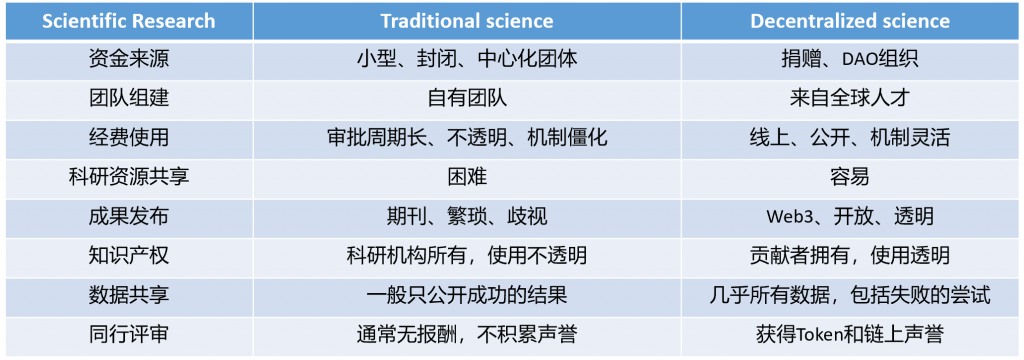 Scientific Research Traditional science Decentralized science
资金来源 小型、封闭、中心化团体 捐赠、DAO组织
团队组建 自有团队 来自全球人才
经费使用 审批周期长、不透明、机制僵化 线上、公开、机制灵活
科研资源共享 困难 容易
成果发布 期刊、繁琐、歧视 Web3、开放、透明
知识产权 科研机构所有，使用不透明 贡献者拥有，使用透明
数据共享 一般只公开成功的结果 几乎所有数据，包括失败的尝试
同行评审 通常无报酬，不积累声誉 获得Token和链上声誉